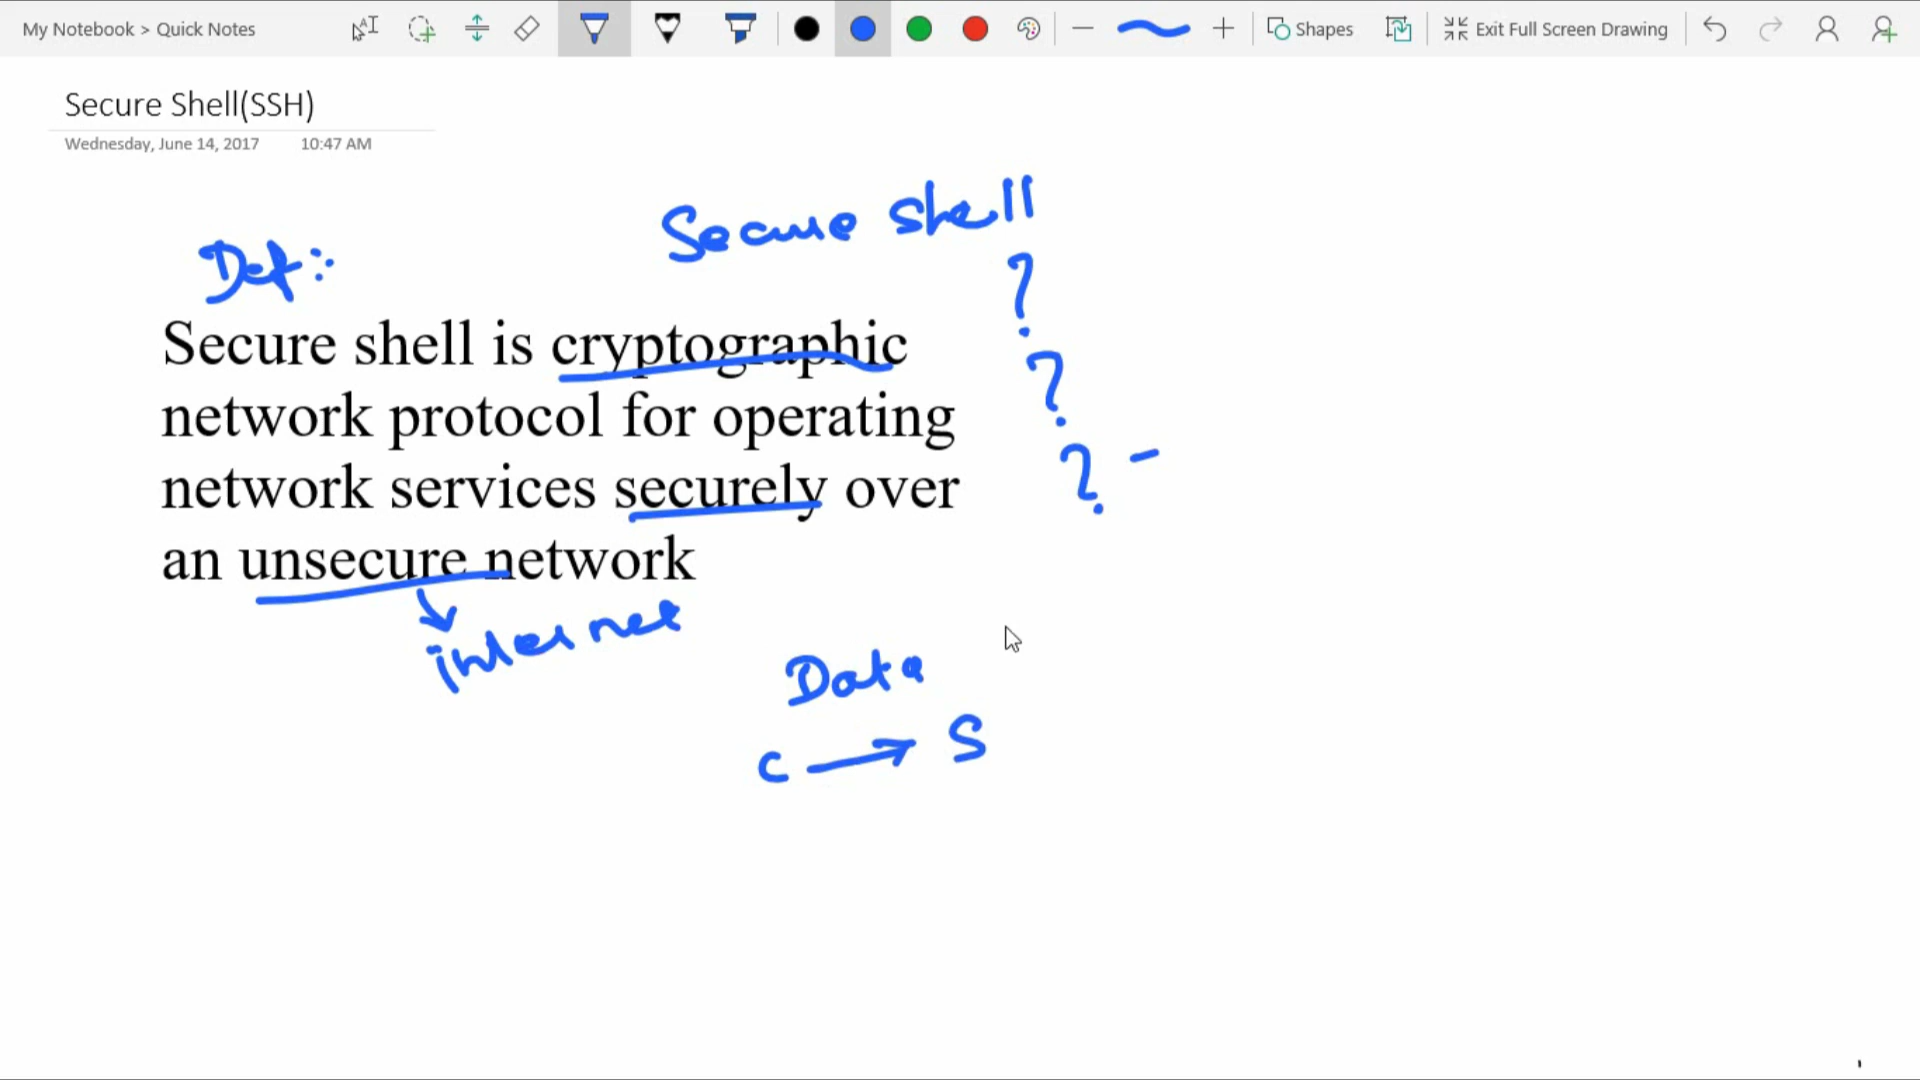 My Notebook > Quick Notes
Shapes
Exit Full Screen Drawing
Secure Shell(SSH)
Wednesday, June 14, 2017 10:47 AM
Secure Shell
Def:
?
Secure shell is cryptographic
?
network protocol for operating
? -
network services securely over
an unsecure network
internet
Data
C → S